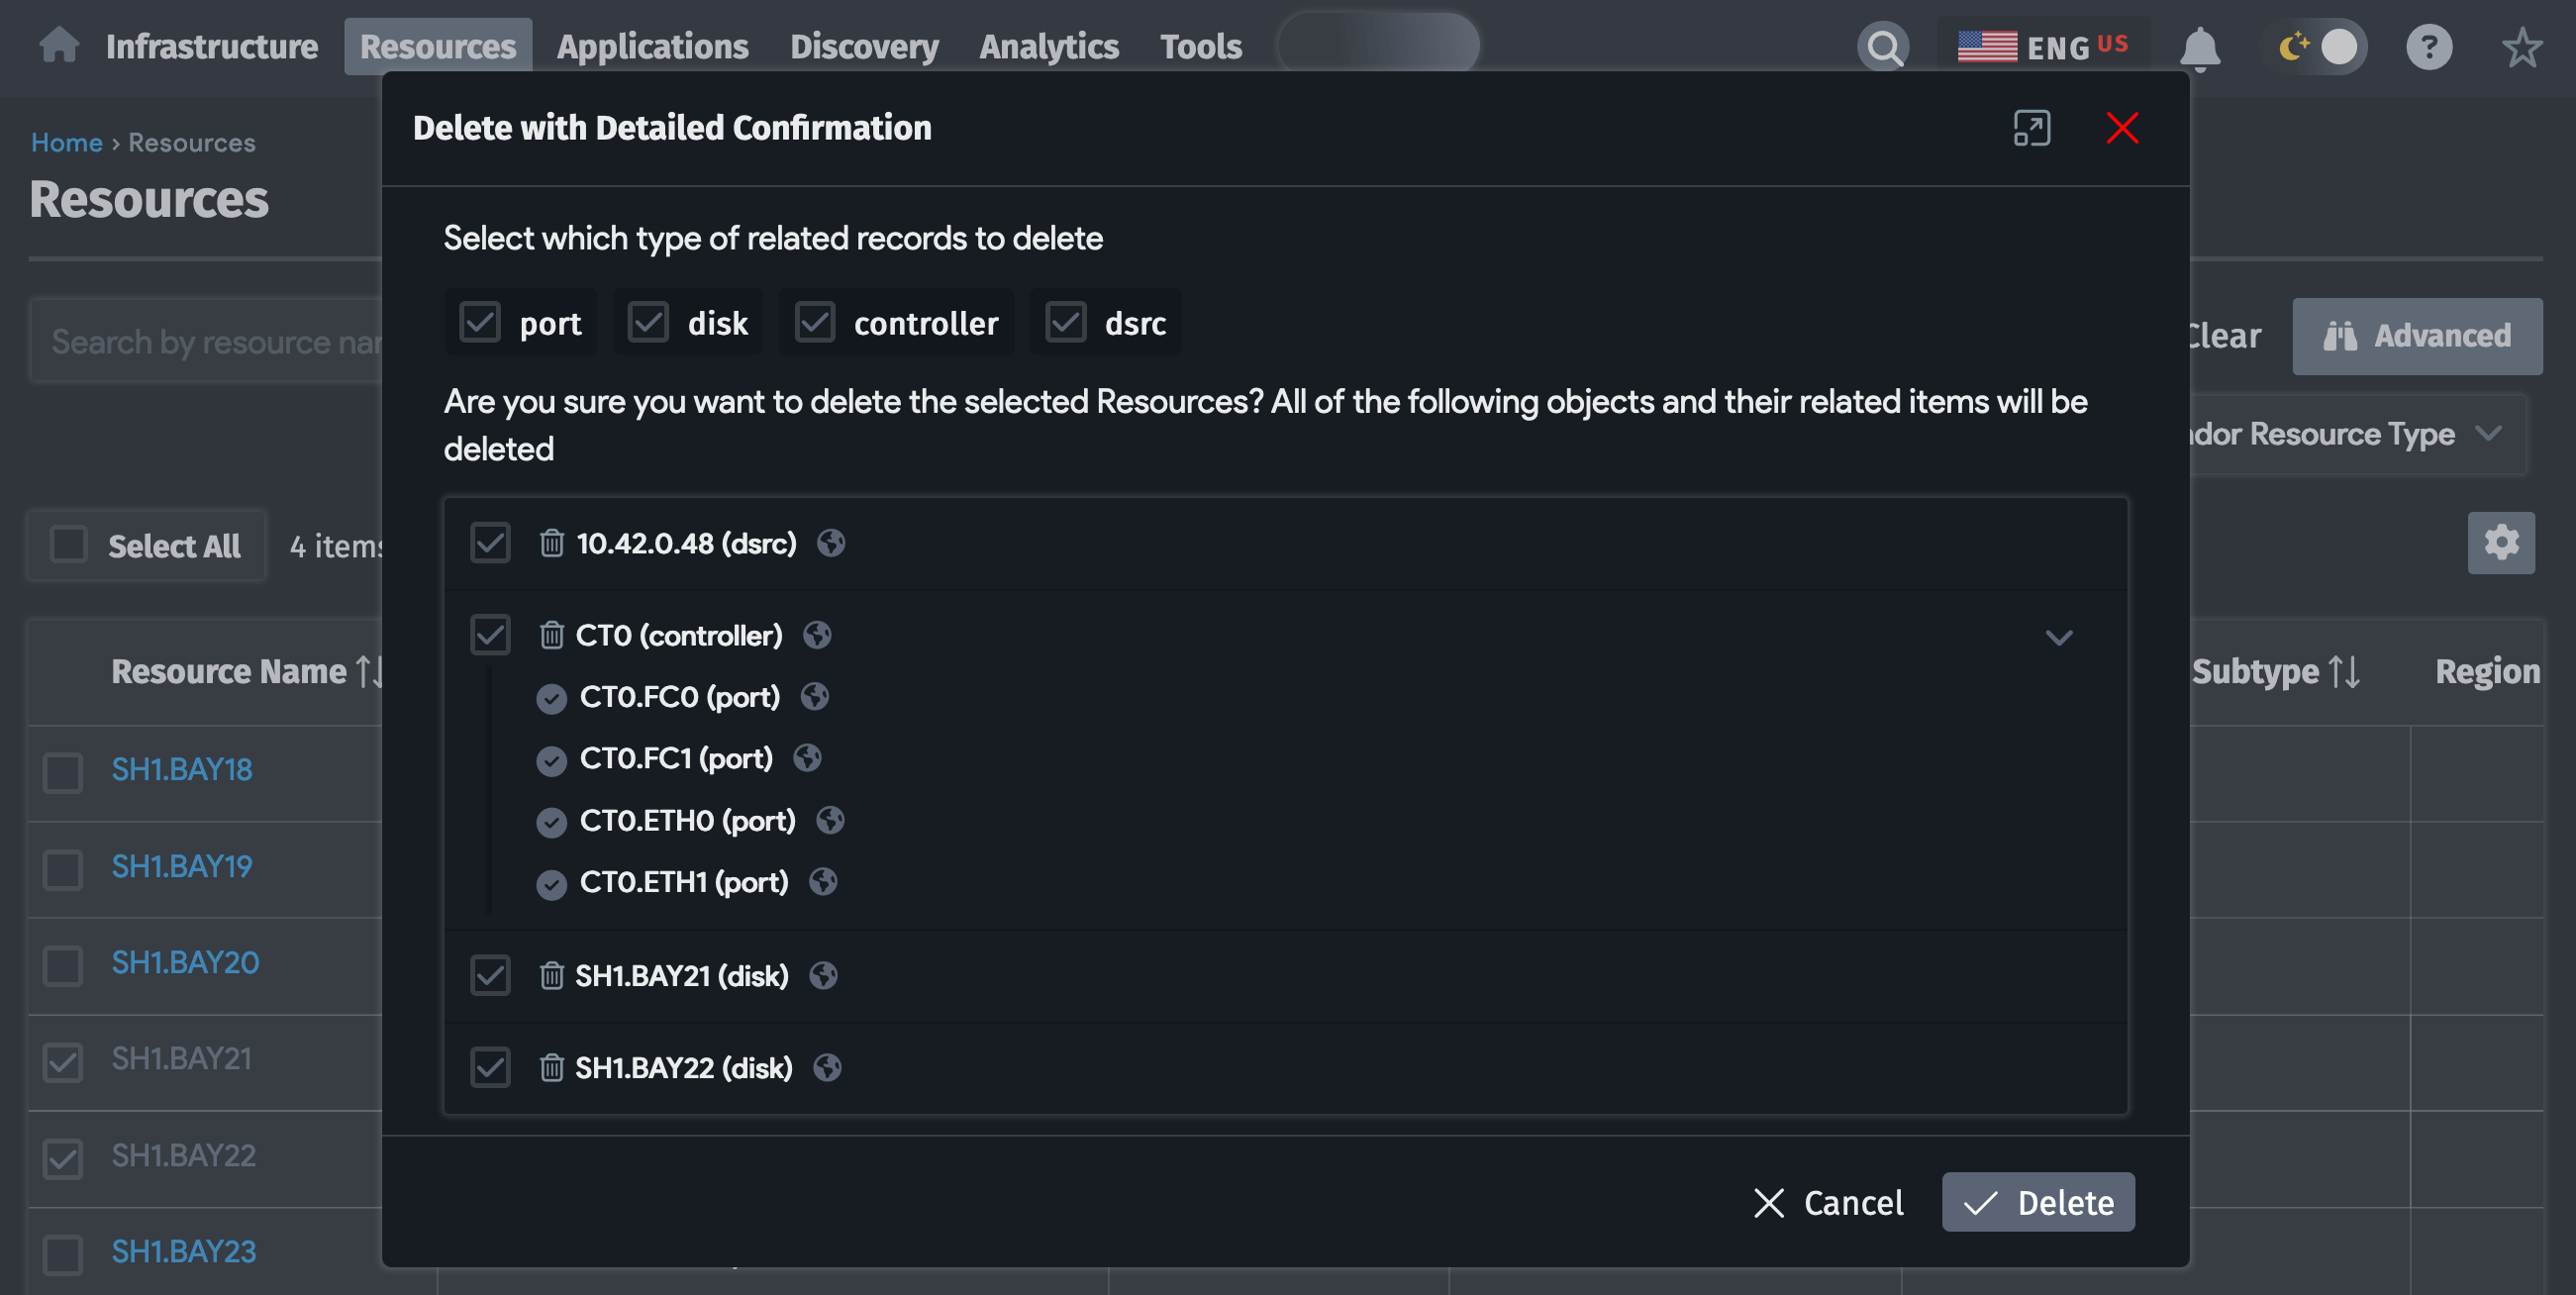 Infrastructure Resources Applications Discovery Analytics Tools ENG US
Home › Resources
Resources
Search by resource
Clear
Advanced
Resource Type
Select All 4 items
Resource Name
Subtype
Region
SH1.BAY18
SH1.BAY19
SH1.BAY20
SH1.BAY21
SH1.BAY22
SH1.BAY23
Delete with Detailed Confirmation
Select which type of related records to delete
port disk controller dsrc
Are you sure you want to delete the selected Resources? All of the following objects and their related items will be
deleted
10.42.0.48 (dsrc)
CT0 (controller)
CT0.FC0 (port)
CT0.FC1 (port)
CT0.ETH0 (port)
CT0.ETH1 (port)
SH1.BAY21 (disk)
SH1.BAY22 (disk)
Cancel
Delete